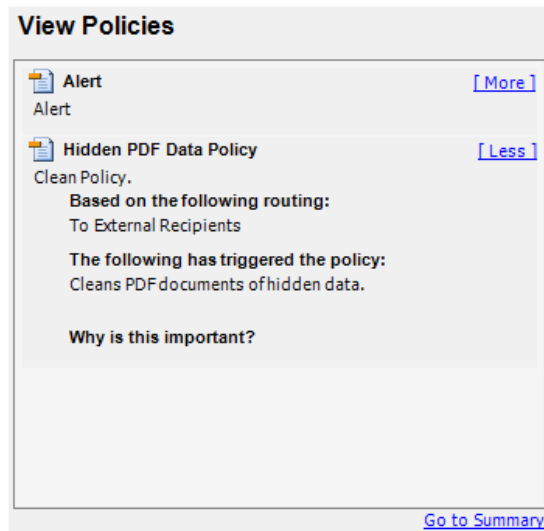 View Policies
Alert [ More ]
Alert
Hidden PDF Data Policy [ Less ]
Clean Policy.
Based on the following routing:
To External Recipients
The following has triggered the policy:
Cleans PDF documents of hidden data.
Why is this important?
Go to Summary